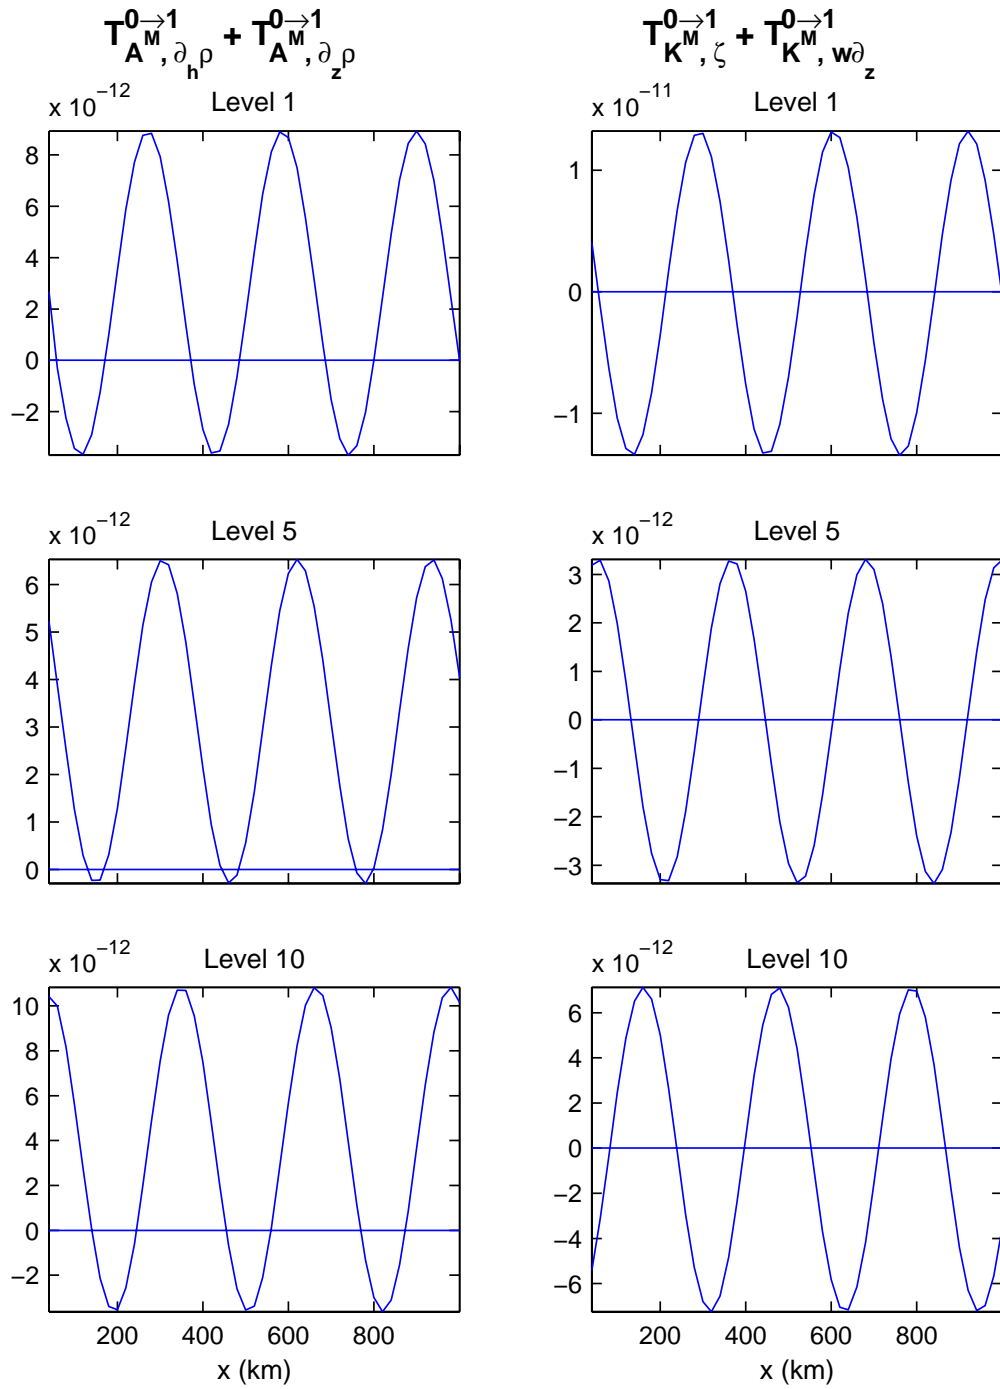 T^{0→1}_{A^M, ∂_hρ} + T^{0→1}_{A^M, ∂_zρ}
T^{0→1}_{K^M, ζ} + T^{0→1}_{K^M, w∂_z}
x 10^{−12}
Level 1
8
6
4
2
0
−2
x 10^{−11}
Level 1
1
0
−1
x 10^{−12}
Level 5
6
5
4
3
2
1
0
x 10^{−12}
Level 5
3
2
1
0
−1
−2
−3
x 10^{−12}
Level 10
10
8
6
4
2
0
−2
200 400 600 800
x (km)
x 10^{−12}
Level 10
6
4
2
0
−2
−4
−6
200 400 600 800
x (km)